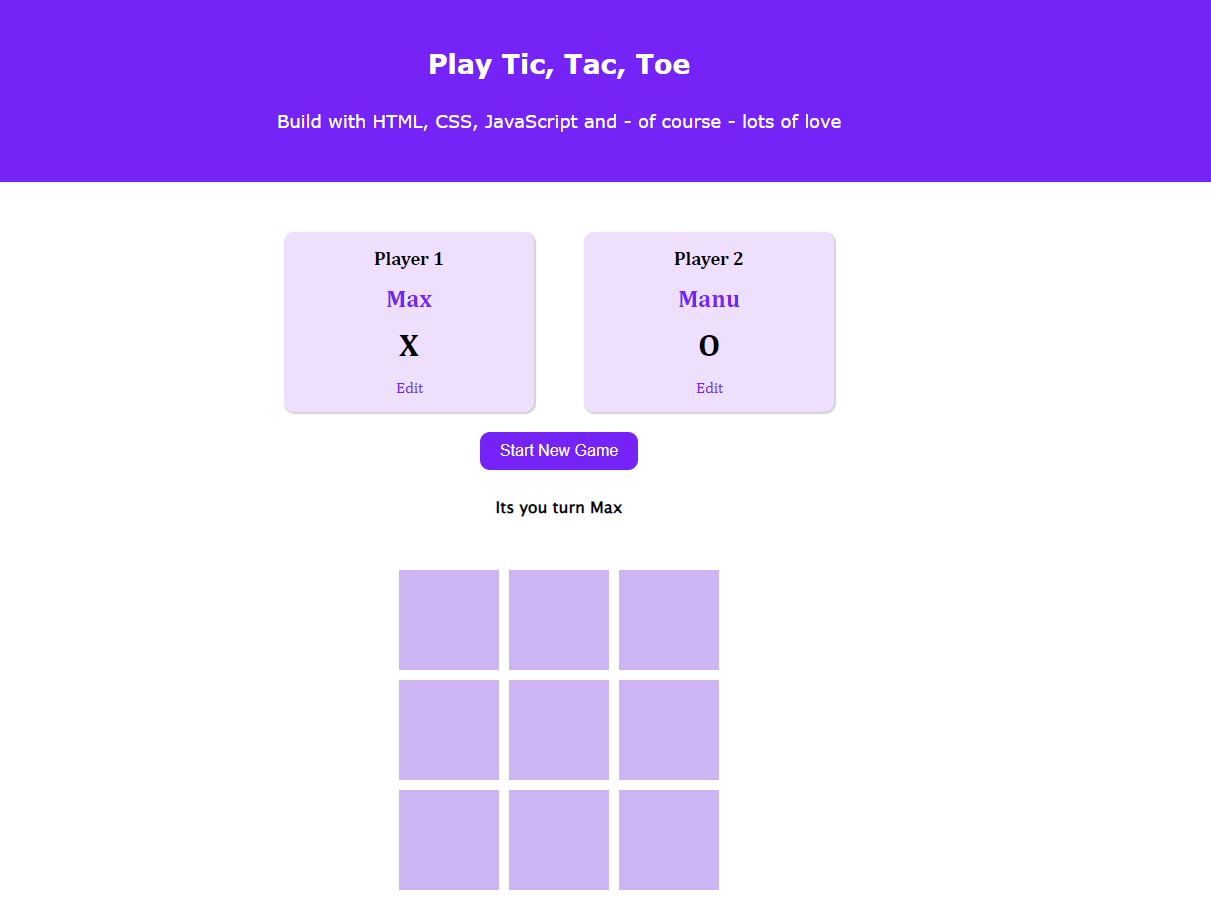 Play Tic, Tac, Toe
Build with HTML, CSS, JavaScript and - of course - lots of love
Player 1
Max
X
Edit
Player 2
Manu
O
Edit
Start New Game
Its you turn Max